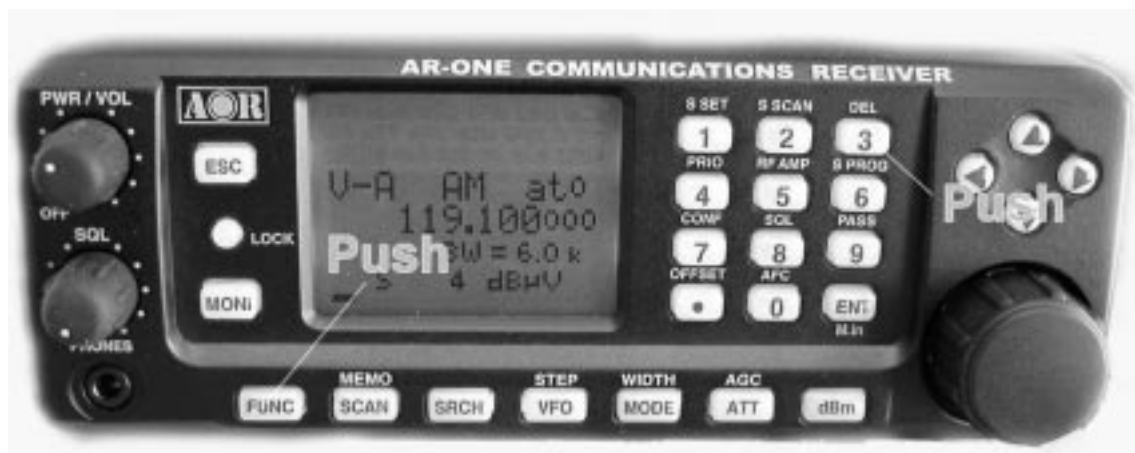 AR-ONE COMMUNICATIONS RECEIVER
PWR / VOL
AOR
S SET S SCAN DEL
1 2 3
ESC
PRIO RF AMP S PROG
4 5 6
V-A AM ato
OFF
119.100000
Push
CONF SQL PASS
SQL
LOCK
7 8 9
Push
BW = 6.0 k
OFFSET AFC
S 4 dBµV
MONi
• 0 ENT
M.in
PHONES
MEMO STEP WIDTH AGC
FUNC SCAN SRCH VFO MODE ATT dBm